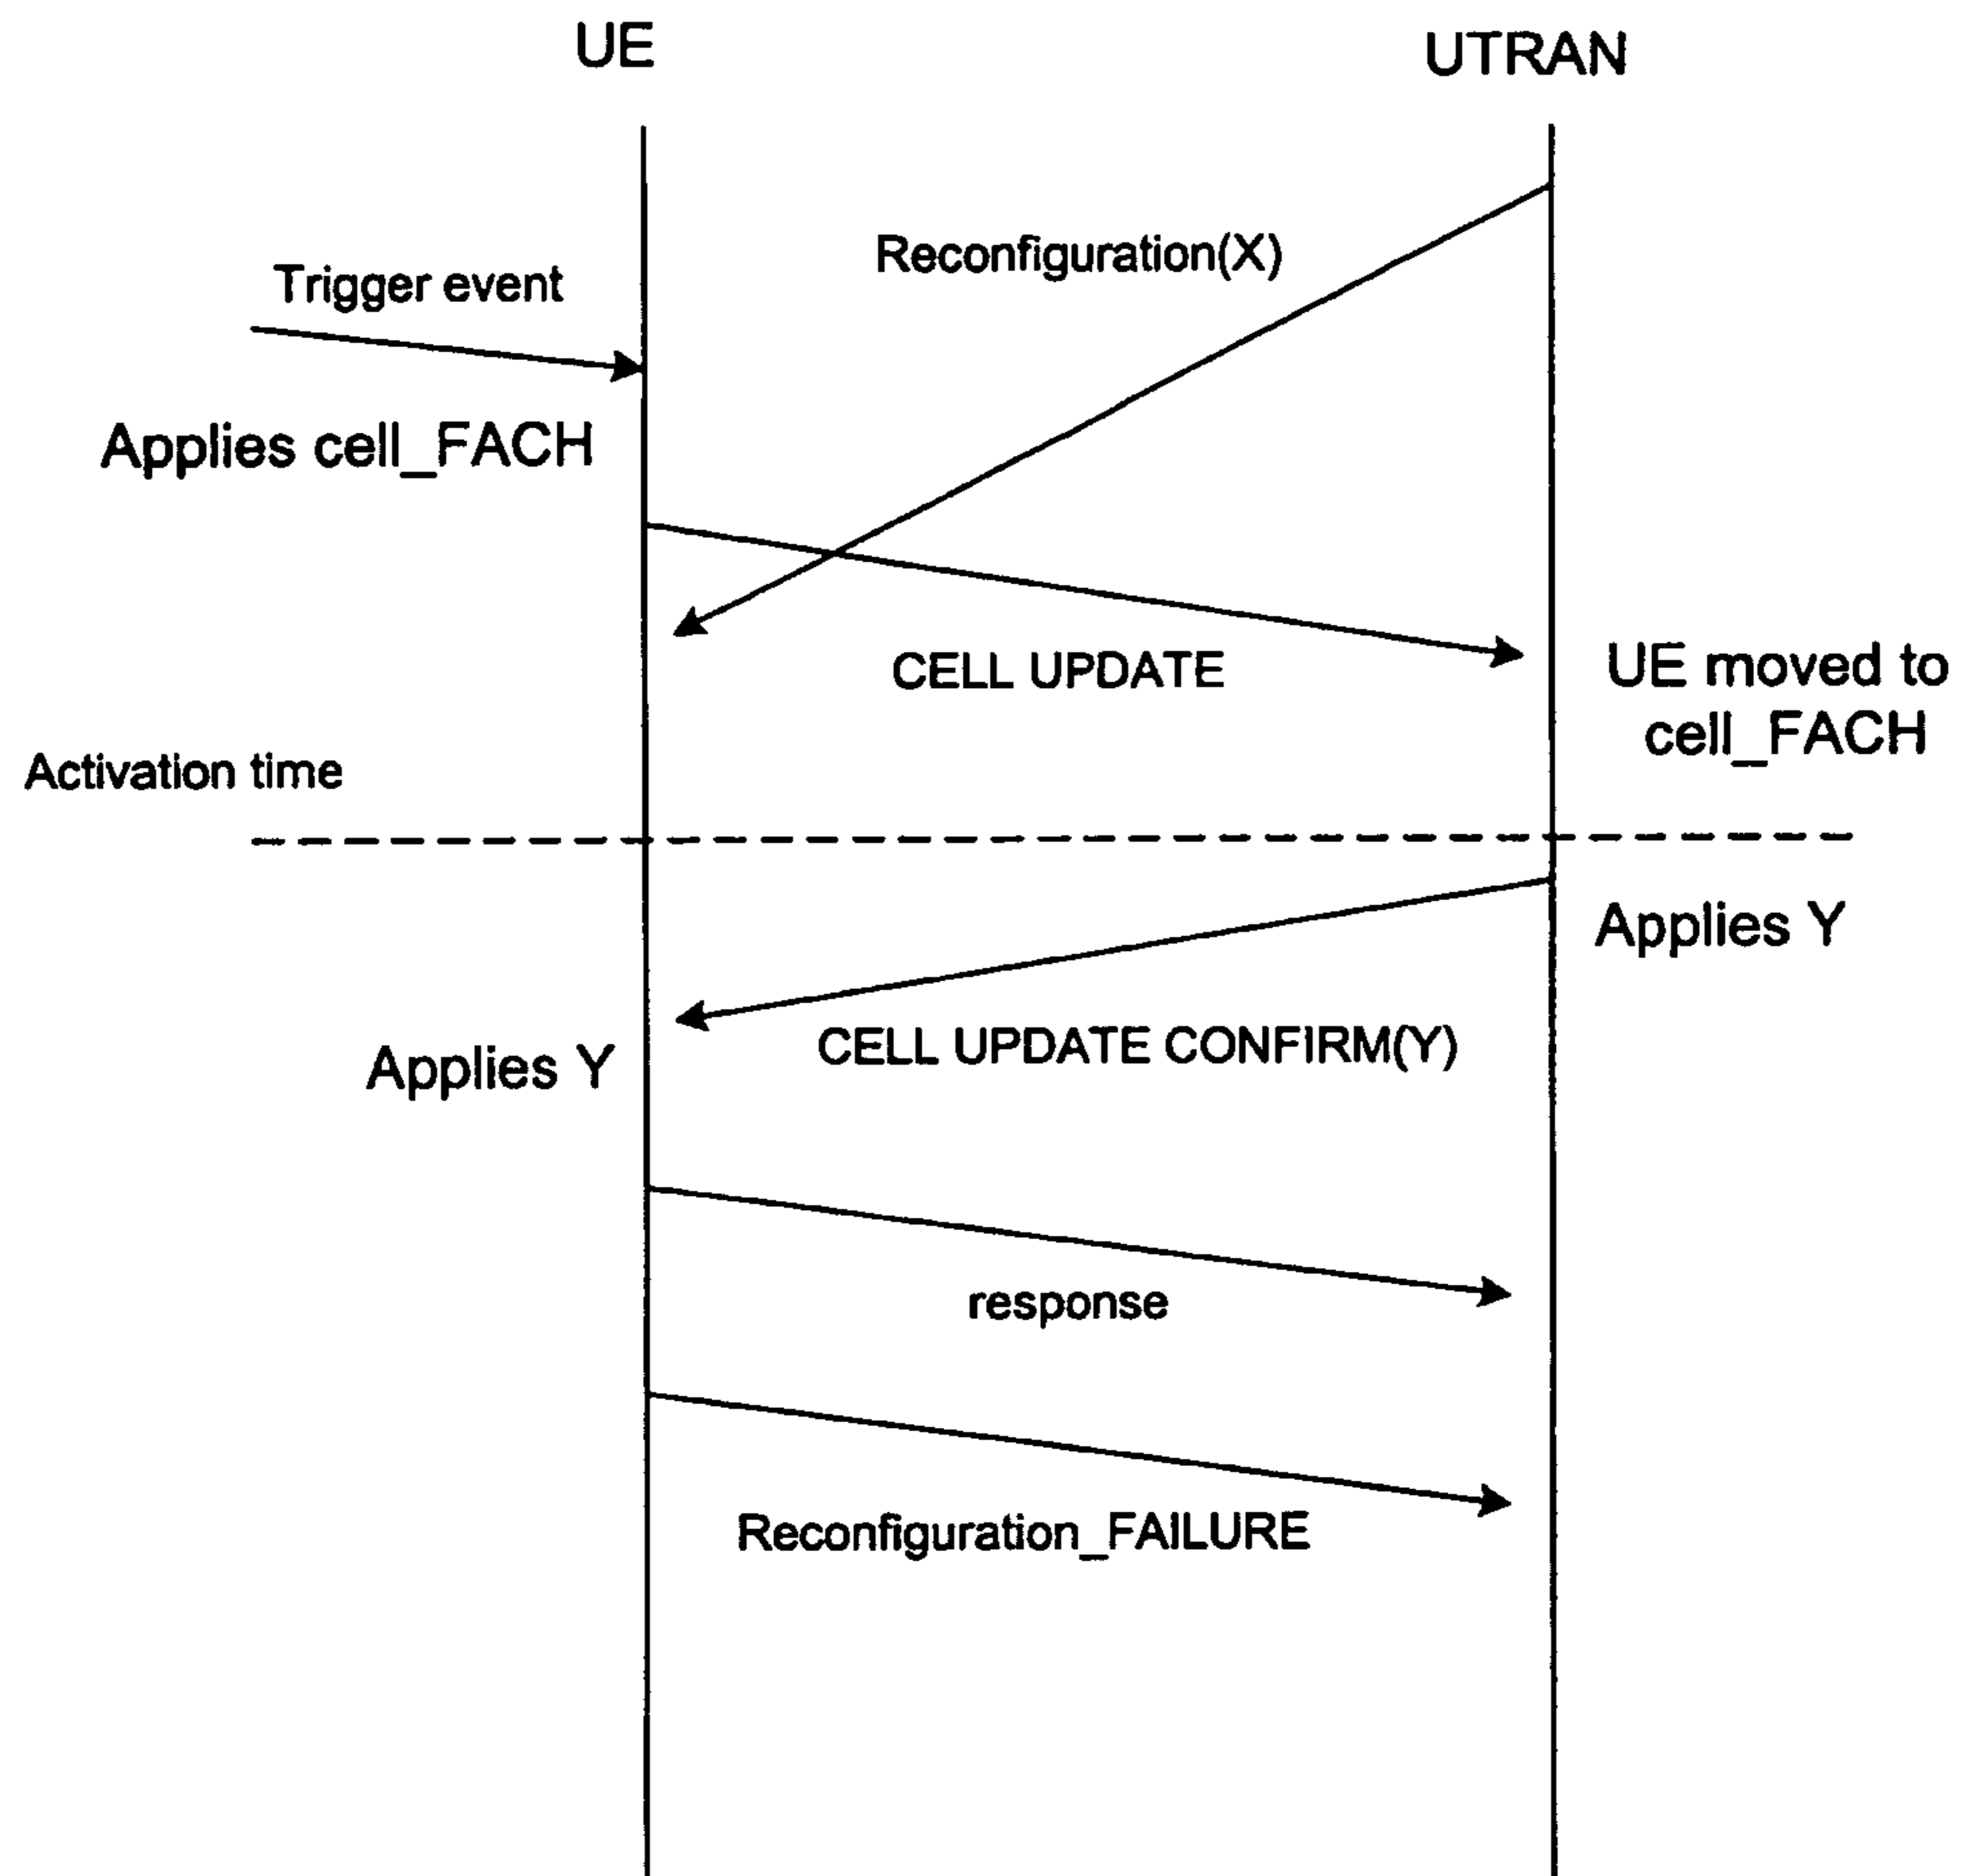 UE
UTRAN
Reconfiguration(X)
Trigger event
Applies cell_FACH
CELL UPDATE
UE moved to
cell_FACH
Activation time
Applies Y
CELL UPDATE CONFIRM(Y)
Applies Y
response
Reconfiguration_FAILURE